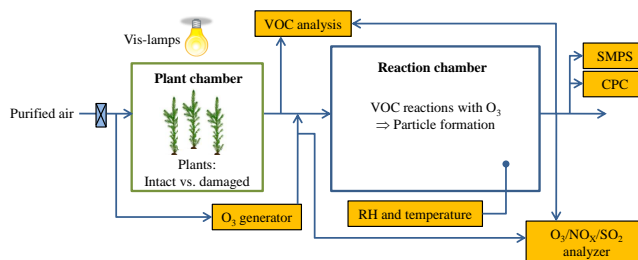 Vis-lamps
VOC analysis
SMPS
CPC
Plant chamber
Reaction chamber
Purified air
VOC reactions with O₃
⇒ Particle formation
Plants:
Intact vs. damaged
O₃ generator
RH and temperature
O₃/NOₓ/SO₂
analyzer